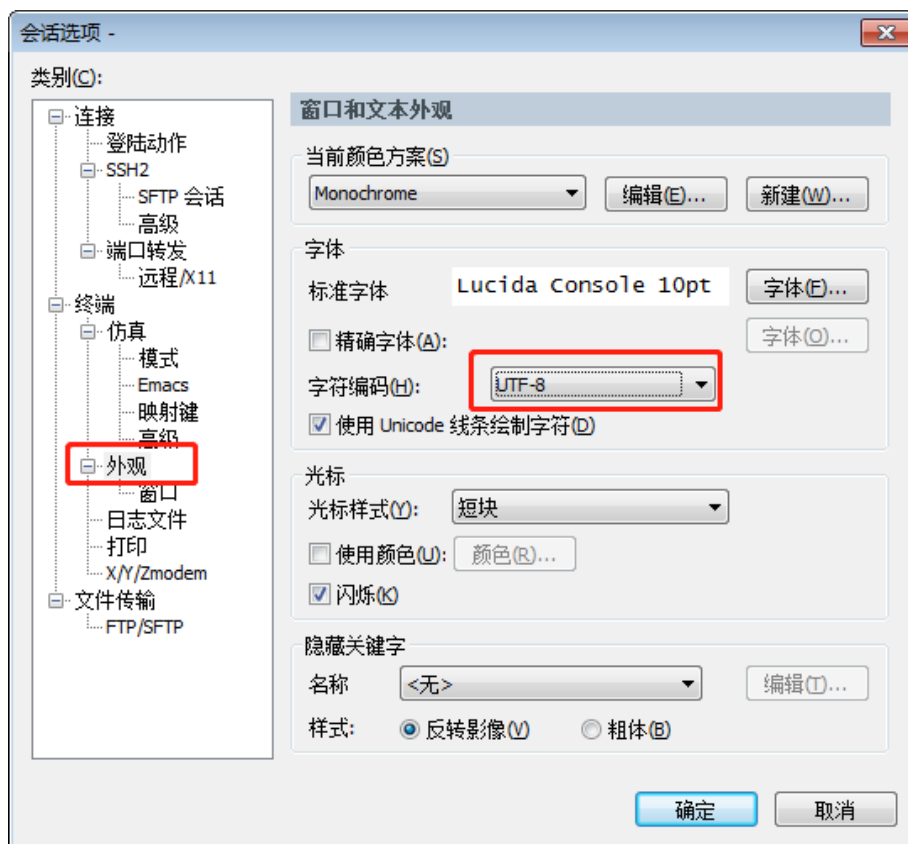 会话选项 -
类别(C):
连接
登陆动作
SSH2
SFTP 会话
高级
端口转发
远程/X11
终端
仿真
模式
Emacs
映射键
高级
外观
窗口
日志文件
打印
X/Y/Zmodem
文件传输
FTP/SFTP
窗口和文本外观
当前颜色方案(S)
Monochrome
编辑(E)...
新建(W)...
字体
标准字体
Lucida Console 10pt
字体(F)...
精确字体(A):
字体(O)...
字符编码(H):
UTF-8
使用 Unicode 线条绘制字符(D)
光标
光标样式(Y):
短块
使用颜色(U):
颜色(R)...
闪烁(K)
隐藏关键字
名称
<无>
编辑(T)...
样式:
反转影像(V)
粗体(B)
确定
取消